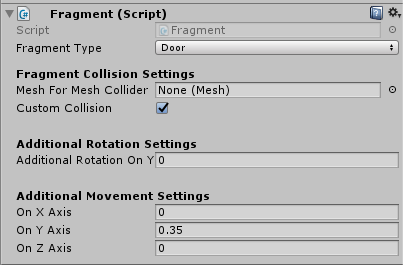 Fragment (Script)
Script Fragment
Fragment Type Door
Fragment Collision Settings
Mesh For Mesh Collider None (Mesh)
Custom Collision
Additional Rotation Settings
Additional Rotation On Y 0
Additional Movement Settings
On X Axis 0
On Y Axis 0.35
On Z Axis 0